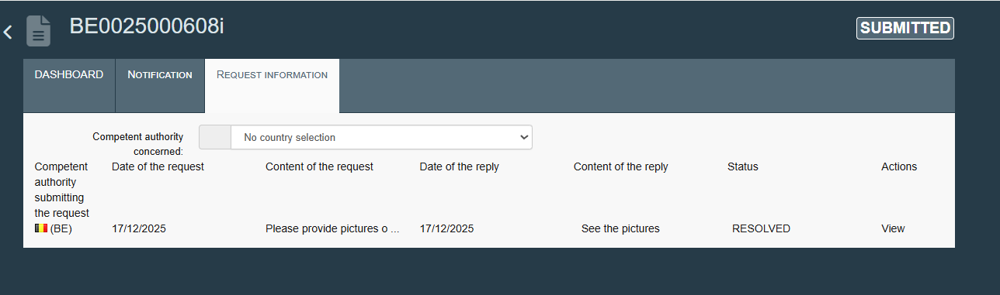 BE0025000608i
SUBMITTED
DASHBOARD
NOTIFICATION
REQUEST INFORMATION
Competent authority
concerned:
No country selection
Competent
authority
submitting
the request
Date of the request
Content of the request
Date of the reply
Content of the reply
Status
Actions
(BE)
17/12/2025
Please provide pictures o ...
17/12/2025
See the pictures
RESOLVED
View